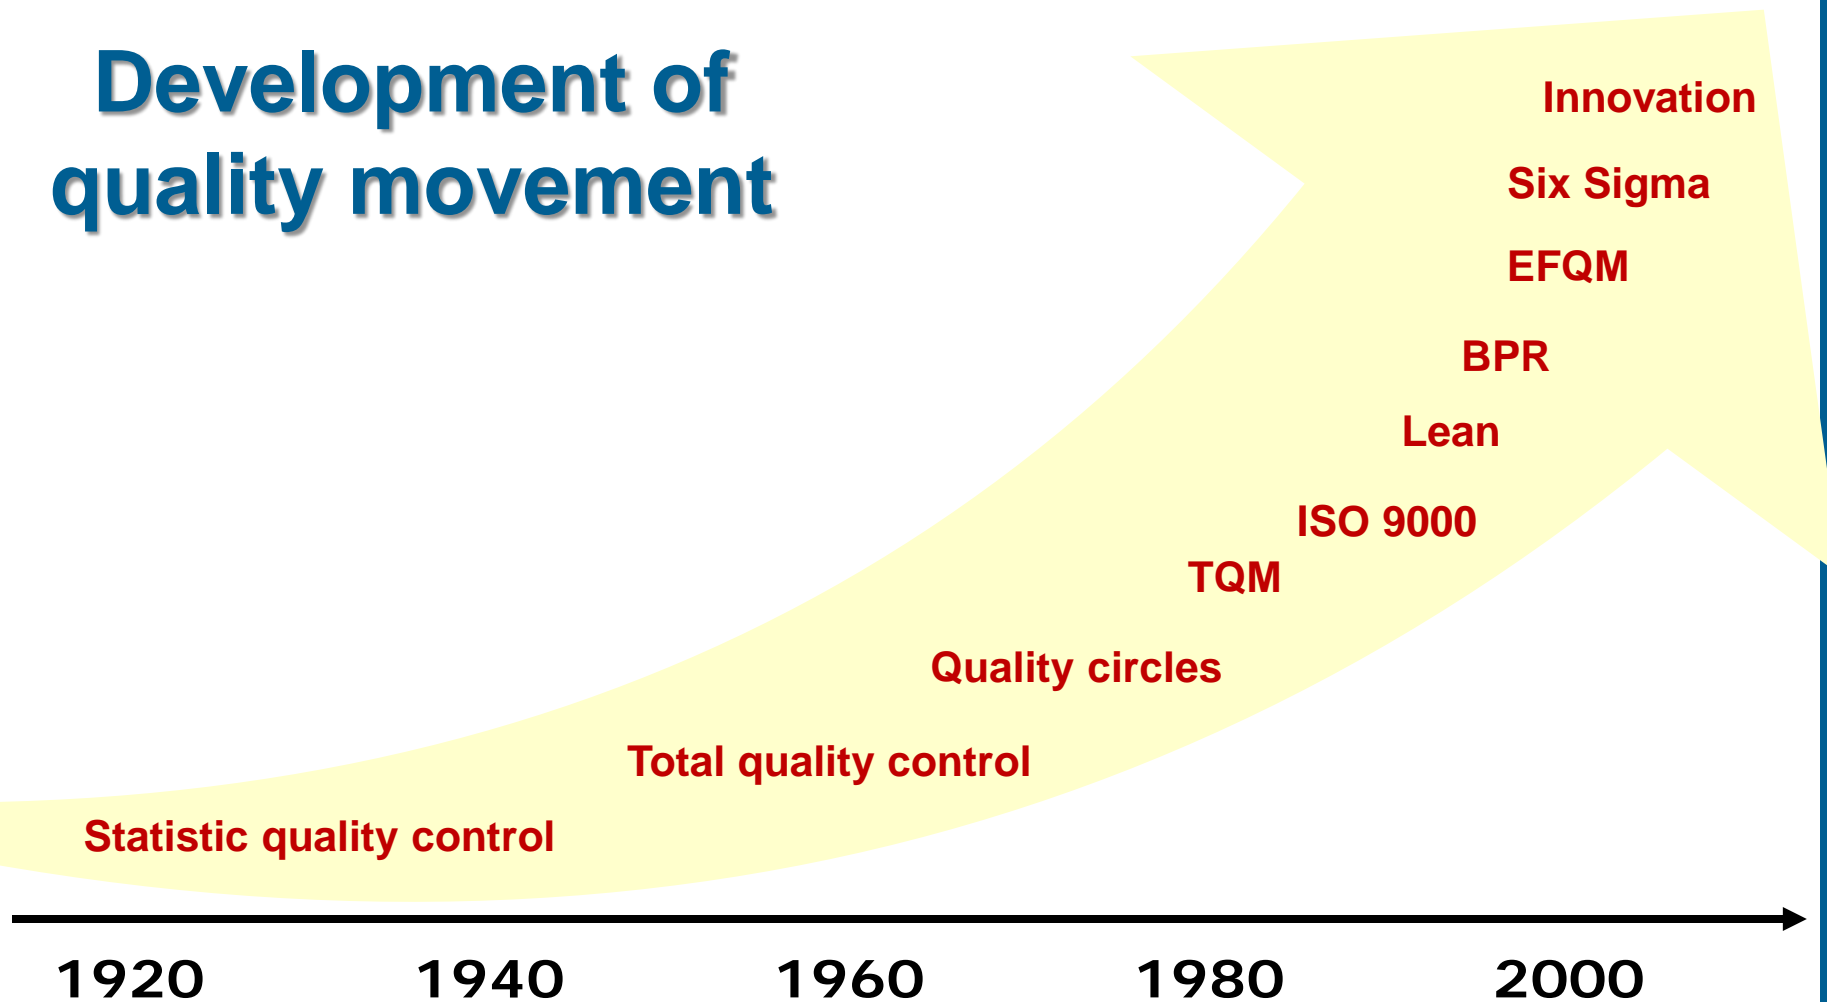 Development of
quality movement
Innovation
Six Sigma
EFQM
BPR
Lean
ISO 9000
TQM
Quality circles
Total quality control
Statistic quality control
1920 1940 1960 1980 2000